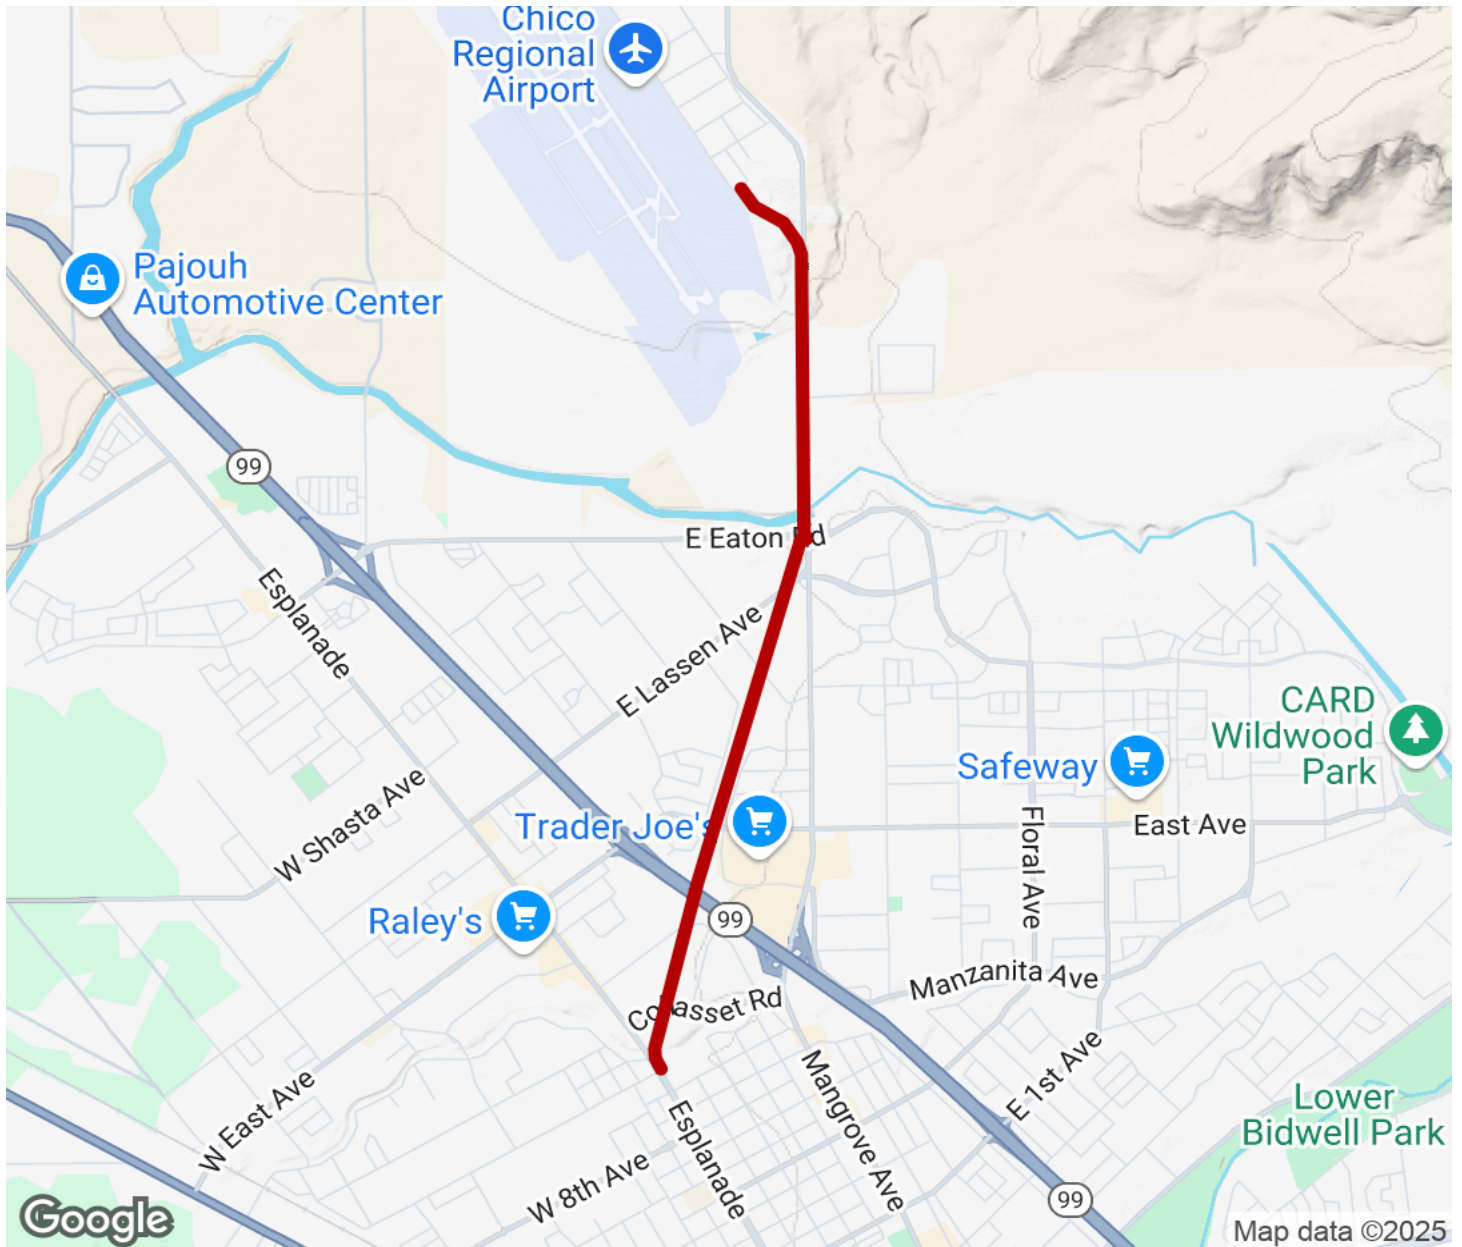 Chico
Regional
Airport
Pajouh
Automotive Center
99
E Eaton Rd
Esplanade
E Lassen Ave
CARD
Wildwood
Park
Safeway
W Shasta Ave
Trader Joe's
East Ave
Floral Ave
Raley's
99
Manzanita Ave
Cohasset Rd
E 1st Ave
Mangrove Ave
W East Ave
Esplanade
Lower
Bidwell Park
W 8th Ave
99
Google
Map data ©2025